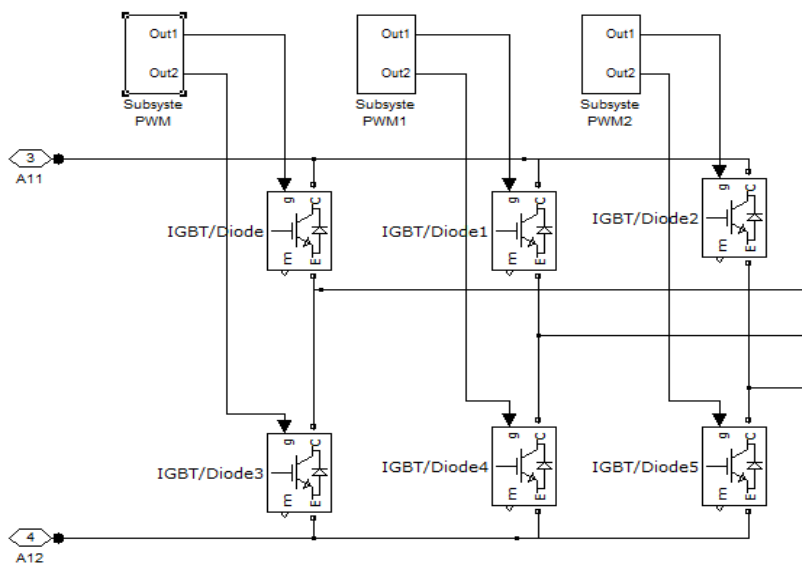 Out1
Out2
Subsyste
PWM
Out1
Out2
Subsyste
PWM1
Out1
Out2
Subsyste
PWM2
3
A11
g
C
IGBT/Diode
m
E
g
C
IGBT/Diode1
m
E
g
C
IGBT/Diode2
m
E
g
C
IGBT/Diode3
m
E
g
C
IGBT/Diode4
m
E
g
C
IGBT/Diode5
m
E
4
A12